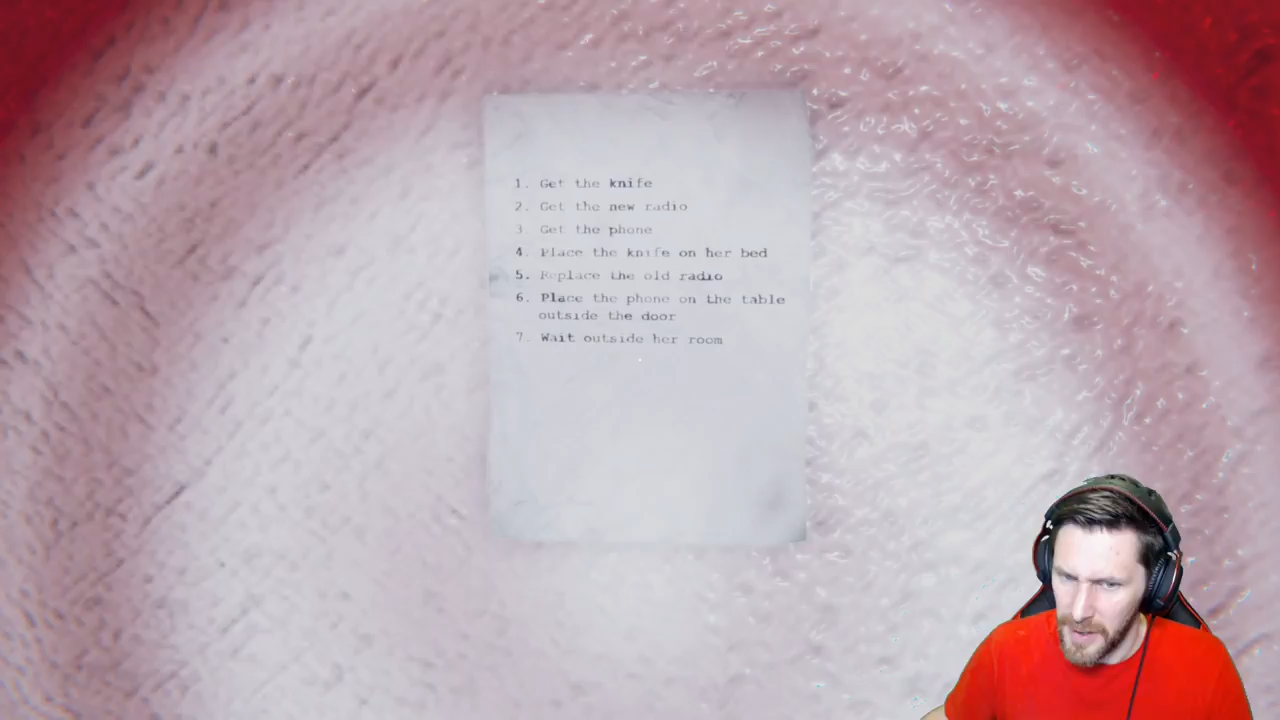 1. Get the knife
2. Get the new radio
3 Get the phone
4. Place the knife on her bed
5. Replace the old radio
6. Place the phone on the table
outside the door
7. Wait outside her room